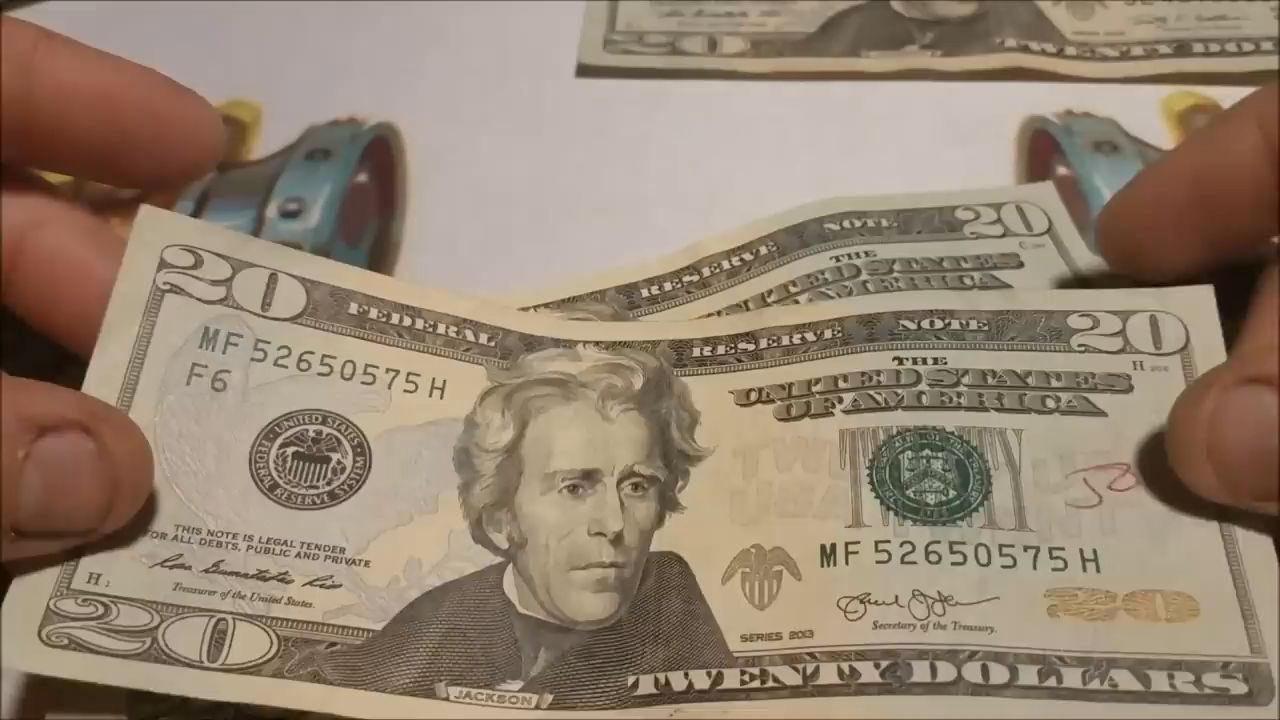 20
TWENTY DOL
RESERVE NOTE 20
THE
UNITED STATES
AMERICA
20 FEDERAL RESERVE NOTE 20
MF 52650575 H
F6
H
THE
UNITED STATES
OF AMERICA
UNITED STATES
FEDERAL RESERVE SYSTEM
THIS NOTE IS LEGAL TENDER
FOR ALL DEBTS, PUBLIC AND PRIVATE
Treasurer of the United States.
H
MF 52650575 H
20
Secretary of the Treasury.
SERIES 2013
20
JACKSON
TWENTY DOLLARS